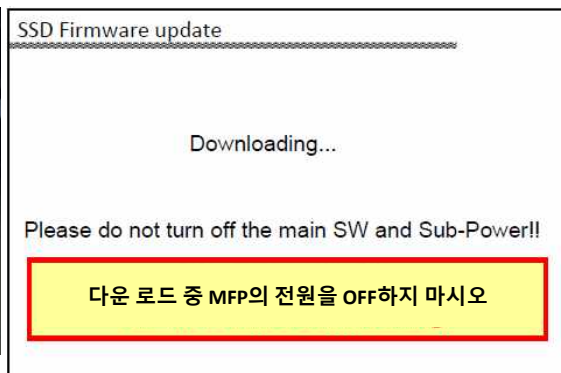 SSD Firmware update
Downloading...
Please do not turn off the main SW and Sub-Power!!
다운 로드 중 MFP의 전원을 OFF하지 마시오